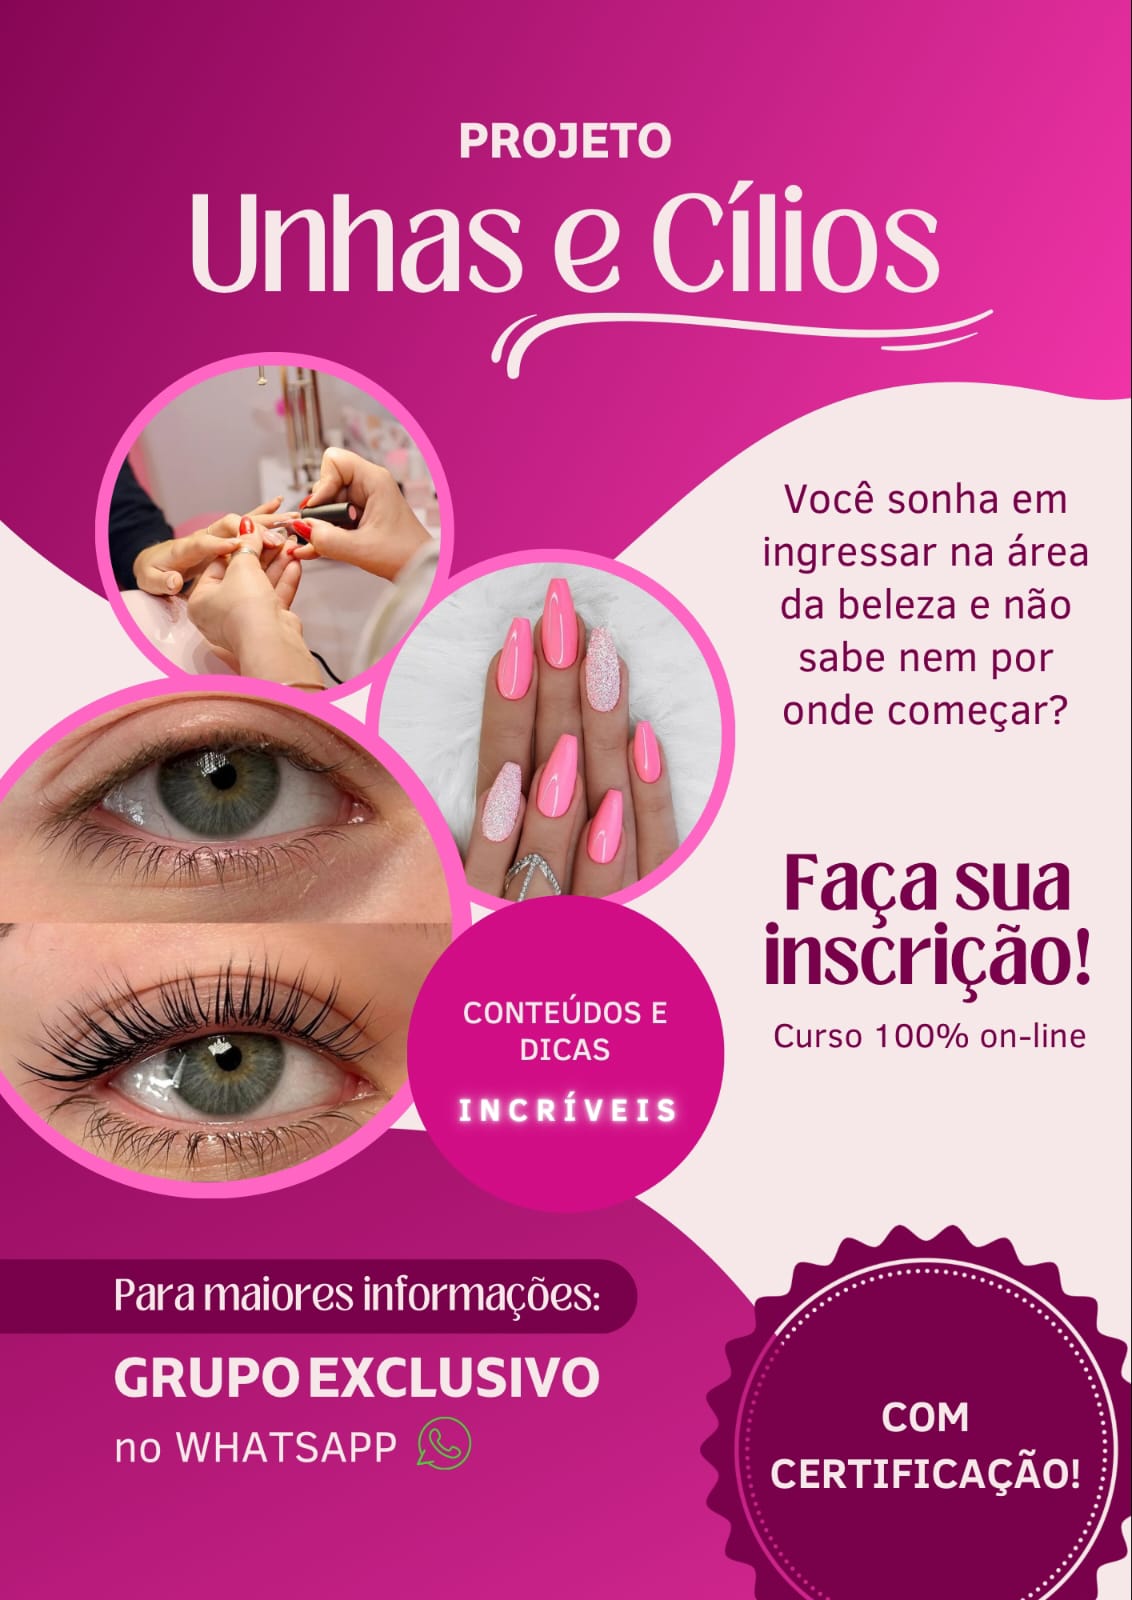 PROJETO
Unhas e Cílios
Você sonha em
ingressar na área
da beleza e não
sabe nem por
onde começar?
Faça sua
inscrição!
Curso 100% on-line
CONTEÚDOS E
DICAS
INCRÍVEIS
Para maiores informações:
GRUPO EXCLUSIVO
no WHATSAPP
COM
CERTIFICAÇÃO!